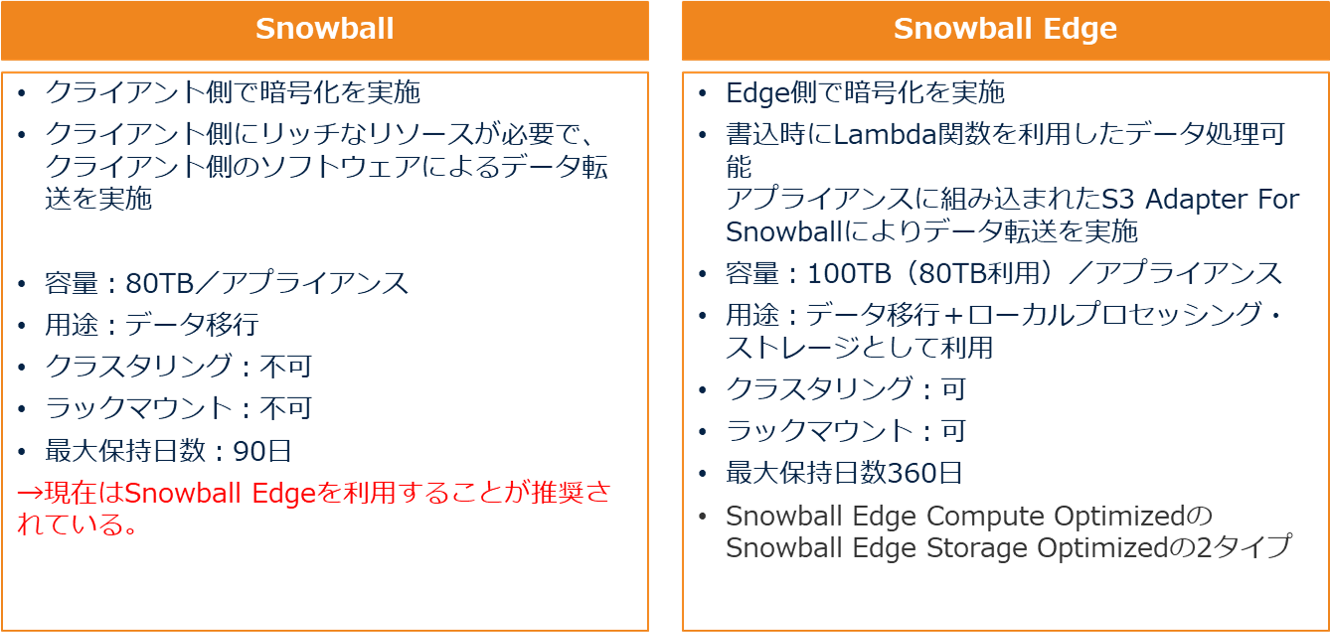 Snowball
• クライアント側で暗号化を実施
• クライアント側にリッチなリソースが必要で、
クライアント側のソフトウェアによるデータ転
送を実施
• 容量：80TB／アプライアンス
• 用途：データ移行
• クラスタリング：不可
• ラックマウント：不可
• 最大保持日数：90日
→現在はSnowball Edgeを利用することが推奨さ
れている。
Snowball Edge
• Edge側で暗号化を実施
• 書込時にLambda関数を利用したデータ処理可
能
アプライアンスに組み込まれたS3 Adapter For
Snowballによりデータ転送を実施
• 容量：100TB（80TB利用）／アプライアンス
• 用途：データ移行＋ローカルプロセッシング・
ストレージとして利用
• クラスタリング：可
• ラックマウント：可
• 最大保持日数360日
• Snowball Edge Compute Optimizedの
Snowball Edge Storage Optimizedの2タイプ